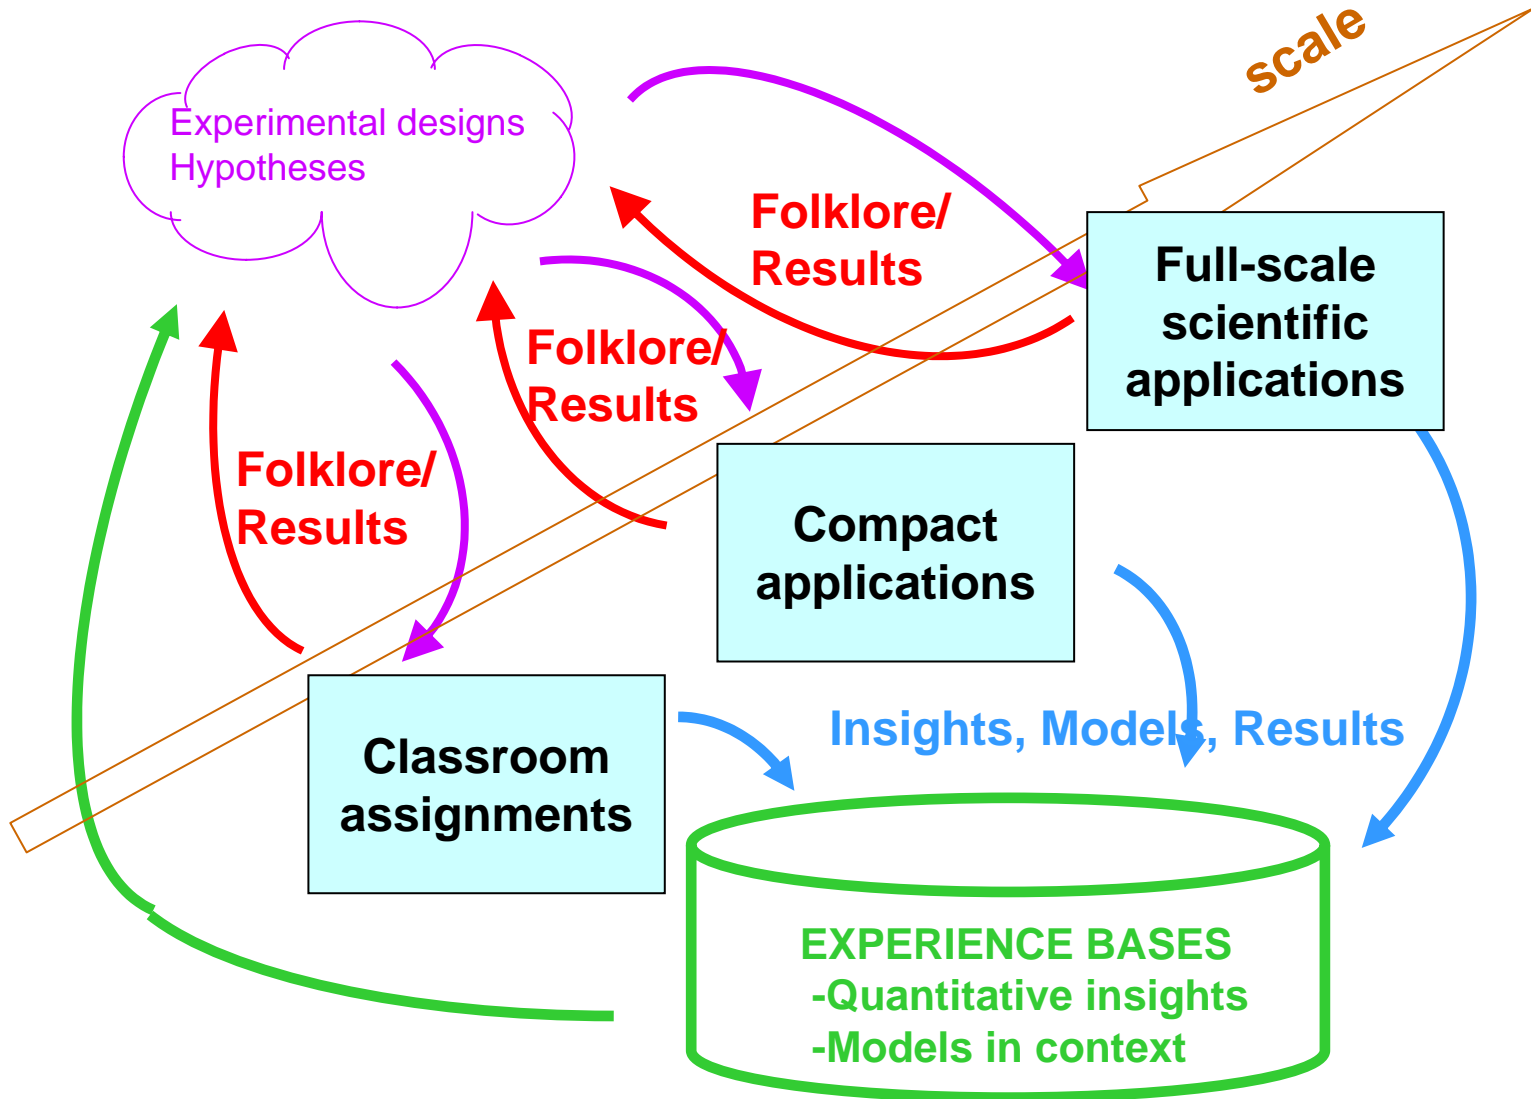 scale
Experimental designs
Hypotheses
Folklore/
Results
Full-scale
scientific
applications
Folklore/
Results
Folklore/
Results
Compact
applications
Insights, Models, Results
Classroom
assignments
EXPERIENCE BASES
-Quantitative insights
-Models in context